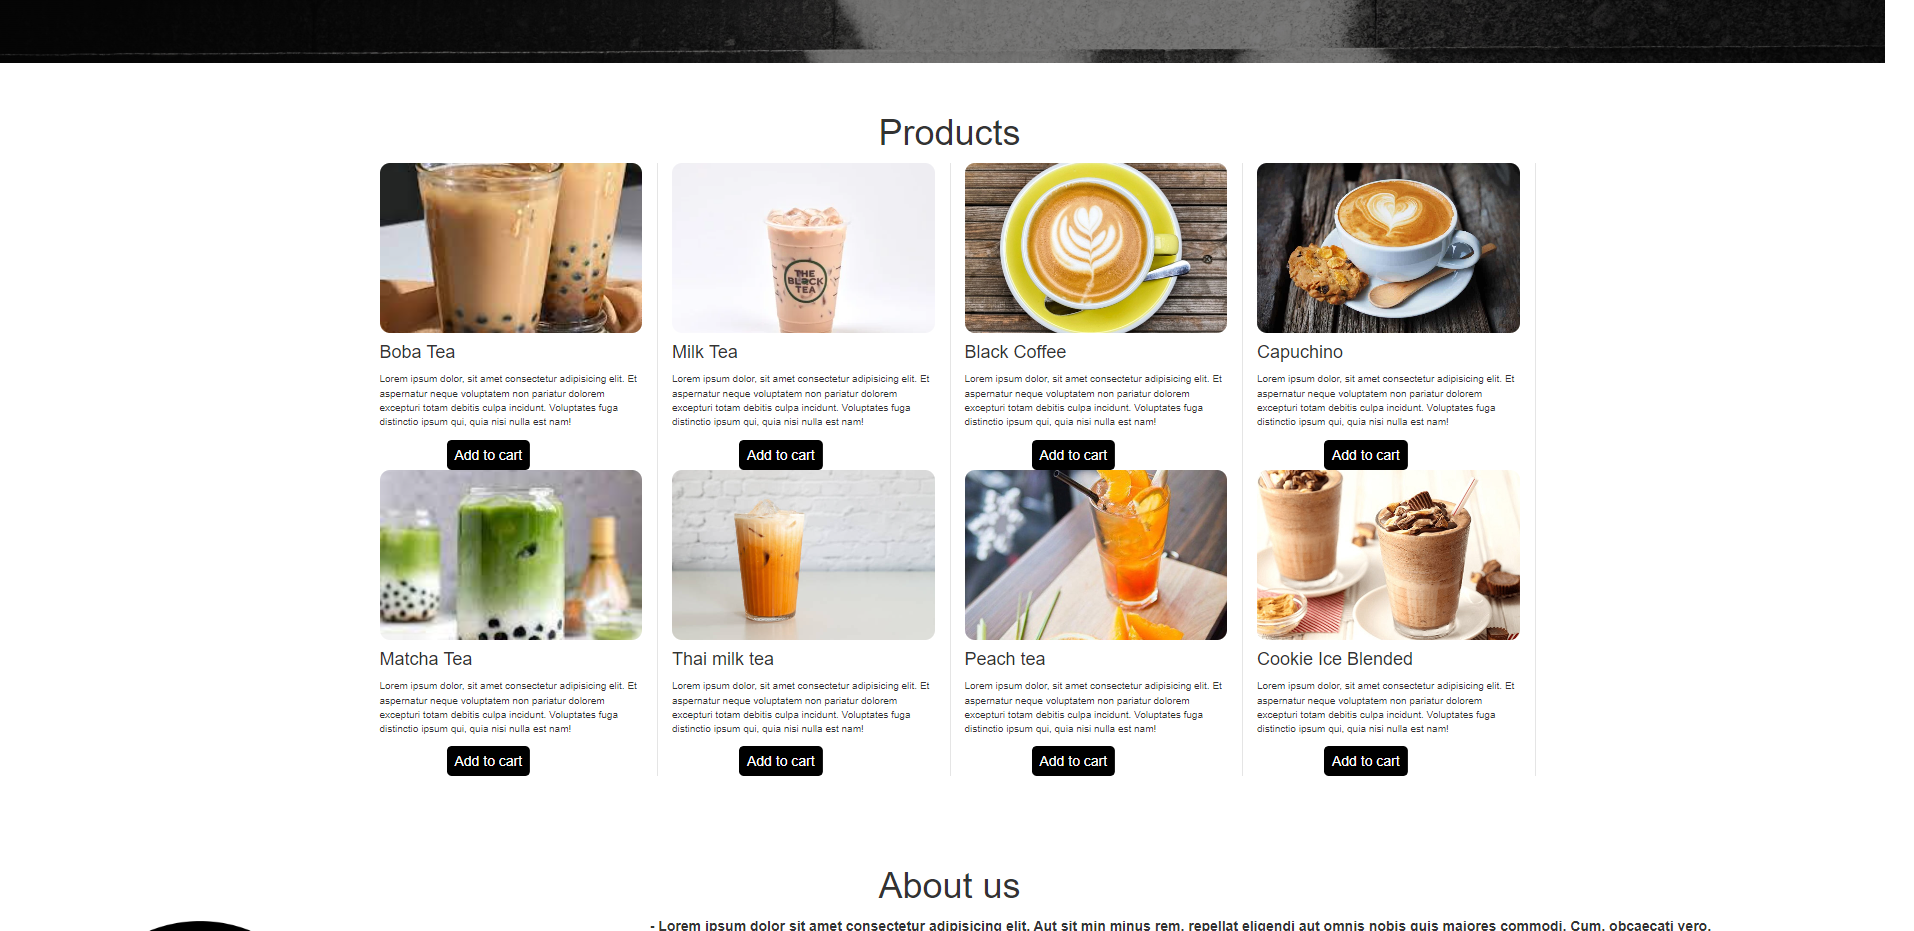 Products
THE
BLACK
TEA
Boba Tea
Milk Tea
Black Coffee
Capuchino
Lorem ipsum dolor, sit amet consectetur adipisicing elit. Et
aspernatur neque voluptatem non pariatur dolorem
excepturi totam debitis culpa incidunt. Voluptates fuga
distinctio ipsum qui, quia nisi nulla est nam!
Lorem ipsum dolor, sit amet consectetur adipisicing elit. Et
aspernatur neque voluptatem non pariatur dolorem
excepturi totam debitis culpa incidunt. Voluptates fuga
distinctio ipsum qui, quia nisi nulla est nam!
Lorem ipsum dolor, sit amet consectetur adipisicing elit. Et
aspernatur neque voluptatem non pariatur dolorem
excepturi totam debitis culpa incidunt. Voluptates fuga
distinctio ipsum qui, quia nisi nulla est nam!
Lorem ipsum dolor, sit amet consectetur adipisicing elit. Et
aspernatur neque voluptatem non pariatur dolorem
excepturi totam debitis culpa incidunt. Voluptates fuga
distinctio ipsum qui, quia nisi nulla est nam!
Add to cart
Add to cart
Add to cart
Add to cart
Matcha Tea
Thai milk tea
Peach tea
Cookie Ice Blended
Lorem ipsum dolor, sit amet consectetur adipisicing elit. Et
aspernatur neque voluptatem non pariatur dolorem
excepturi totam debitis culpa incidunt. Voluptates fuga
distinctio ipsum qui, quia nisi nulla est nam!
Lorem ipsum dolor, sit amet consectetur adipisicing elit. Et
aspernatur neque voluptatem non pariatur dolorem
excepturi totam debitis culpa incidunt. Voluptates fuga
distinctio ipsum qui, quia nisi nulla est nam!
Lorem ipsum dolor, sit amet consectetur adipisicing elit. Et
aspernatur neque voluptatem non pariatur dolorem
excepturi totam debitis culpa incidunt. Voluptates fuga
distinctio ipsum qui, quia nisi nulla est nam!
Lorem ipsum dolor, sit amet consectetur adipisicing elit. Et
aspernatur neque voluptatem non pariatur dolorem
excepturi totam debitis culpa incidunt. Voluptates fuga
distinctio ipsum qui, quia nisi nulla est nam!
Add to cart
Add to cart
Add to cart
Add to cart
About us
- Lorem ipsum dolor sit amet consectetur adipisicing elit. Aut sit min minus rem, repellat eligendi aut omnis nobis quis maiores commodi. Cum, obcaecati vero,